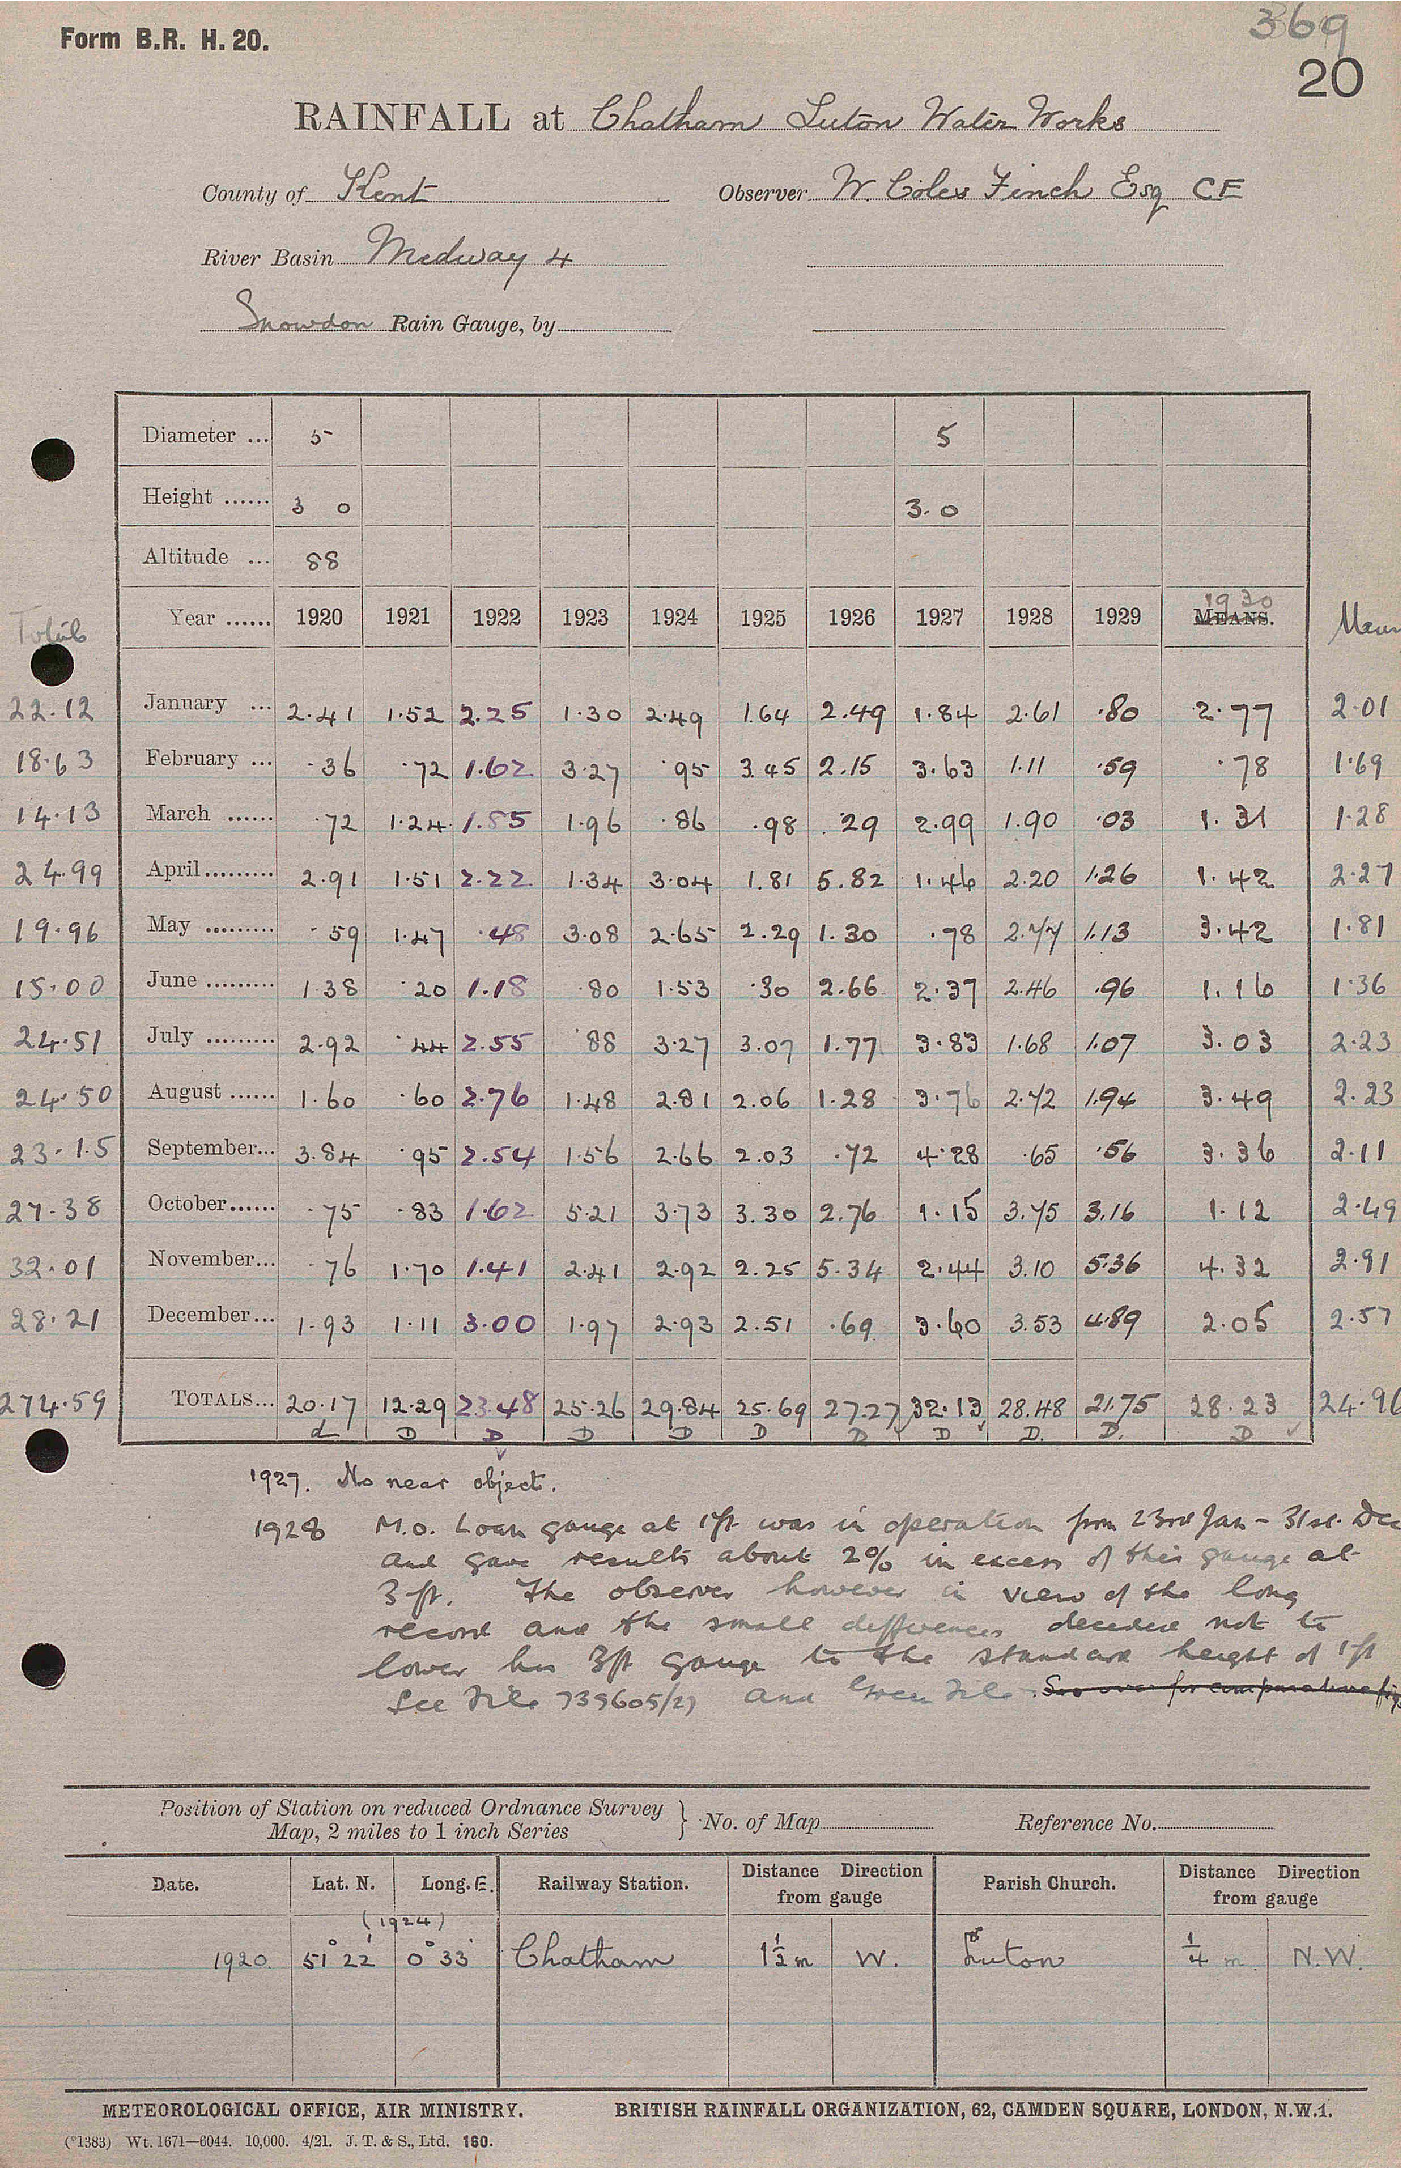 369
Form B.R. H. 20.
20
RAINFALL at Chatham Luton Water Works
County of Kent Observer W. Coles Finch Esq CE
River Basin Medway 4
Snowdon Rain Gauge, by
Diameter ... 5 5
Height ...... 3 0 3. 0
Altitude ... 88
Totals Year ...... 1920 1921 1922 1923 1924 1925 1926 1927 1928 1929 MEANS. 1930 Mean
22.12 January ... 2.41 1.52 2.25 1.30 2.49 1.64 2.49 1.84 2.61 .80 2.77 2.01
18.63 February ... .36 .72 1.62 3.27 .95 3.45 2.15 3.63 1.11 .59 .78 1.69
14.13 March ...... .72 1.24 1.85 1.96 .86 .98 .29 2.99 1.90 .03 1.31 1.28
24.99 April ......... 2.91 1.51 2.22 1.34 3.04 1.81 5.82 1.46 2.20 1.26 1.42 2.27
19.96 May ......... .59 1.47 .48 3.08 2.65 2.29 1.30 .78 2.77 1.13 3.42 1.81
15.00 June ......... 1.38 .20 1.18 .80 1.53 .30 2.66 2.37 2.46 .96 1.16 1.36
24.51 July ......... 2.92 .44 2.55 .88 3.27 3.07 1.77 3.83 1.68 1.07 3.03 2.23
24.50 August ...... 1.60 .60 2.76 1.48 2.81 2.06 1.28 3.76 2.72 1.94 3.49 2.23
23.15 September... 3.84 .95 2.54 1.56 2.66 2.03 .72 4.28 .65 .56 3.36 2.11
27.38 October...... .75 .83 1.62 5.21 3.73 3.30 2.76 1.15 3.75 3.16 1.12 2.49
32.01 November... .76 1.70 1.41 2.41 2.92 2.25 5.34 2.44 3.10 5.36 4.32 2.91
28.21 December... 1.93 1.11 3.00 1.97 2.93 2.51 .69 3.60 3.53 4.89 2.05 2.57
274.59 TOTALS... 20.17 12.29 23.48 25.26 29.84 25.69 27.27 32.13 28.48 21.75 28.23 24.96
d D D D D D D D D. D. D
1927. No near object.
1928 M.O. Loan gauge at 1ft was in operation from 23rd Jan - 31st Dec
and gave results about 2% in excess of this gauge at
3 ft. The observer however in view of the long
record and the small differences decided not to
lower his 3ft gauge to the standard height of 1ft
See File 739605/27 and Green File. See over for comparative fig
Position of Station on reduced Ordnance Survey
Map, 2 miles to 1 inch Series } No. of Map Reference No.
Date. Lat. N. Long. E. Railway Station. Distance Direction from gauge Parish Church. Distance Direction from gauge
(1924)
1920. 51° 22' 0° 33' Chatham 1½ m W. Luton ¼ m N.W.
METEOROLOGICAL OFFICE, AIR MINISTRY. BRITISH RAINFALL ORGANIZATION, 62, CAMDEN SQUARE, LONDON, N.W.1.
(*1383) Wt. 1671—6044. 10,000. 4/21. J. T. & S., Ltd. 160.